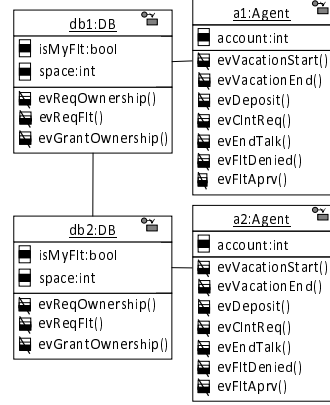 db1:DB
isMyFlt:bool
space:int
evReqOwnership()
evReqFlt()
evGrantOwnership()
a1:Agent
account:int
evVacationStart()
evVacationEnd()
evDeposit()
evClntReq()
evEndTalk()
evFltDenied()
evFltAprv()
db2:DB
isMyFlt:bool
space:int
evReqOwnership()
evReqFlt()
evGrantOwnership()
a2:Agent
account:int
evVacationStart()
evVacationEnd()
evDeposit()
evClntReq()
evEndTalk()
evFltDenied()
evFltAprv()